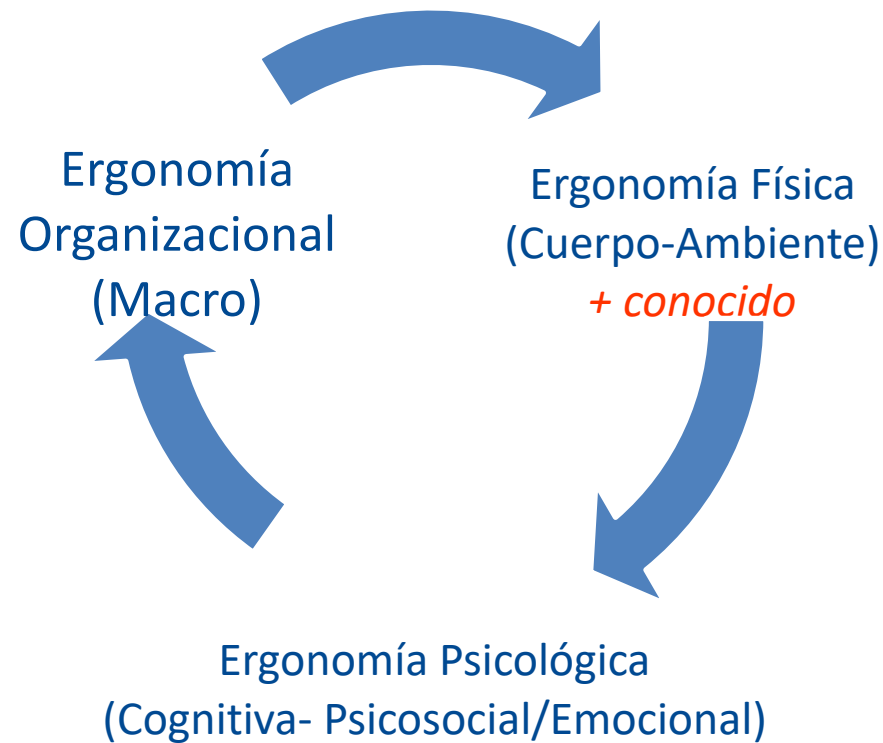 Ergonomía
Organizacional
(Macro)
Ergonomía Física
(Cuerpo-Ambiente)
+ conocido
Ergonomía Psicológica
(Cognitiva- Psicosocial/Emocional)